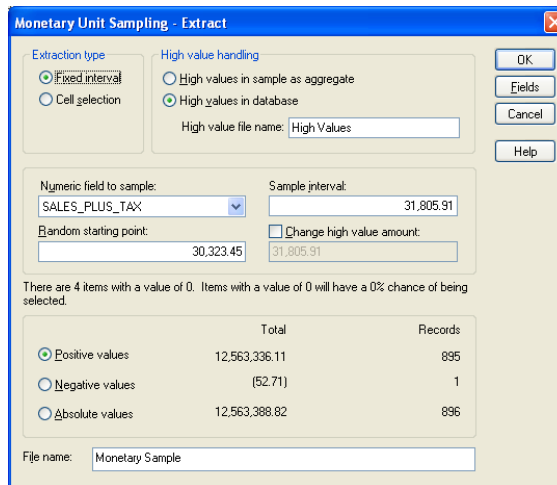 Monetary Unit Sampling - Extract
Extraction type
Fixed interval
Cell selection
High value handling
High values in sample as aggregate
High values in database
High value file name: High Values
OK
Fields
Cancel
Help
Numeric field to sample:
SALES_PLUS_TAX
Sample interval:
31,805.91
Random starting point:
30,323.45
Change high value amount:
31,805.91
There are 4 items with a value of 0. Items with a value of 0 will have a 0% chance of being
selected.
Total Records
Positive values 12,563,336.11 895
Negative values (52.71) 1
Absolute values 12,563,388.82 896
File name: Monetary Sample